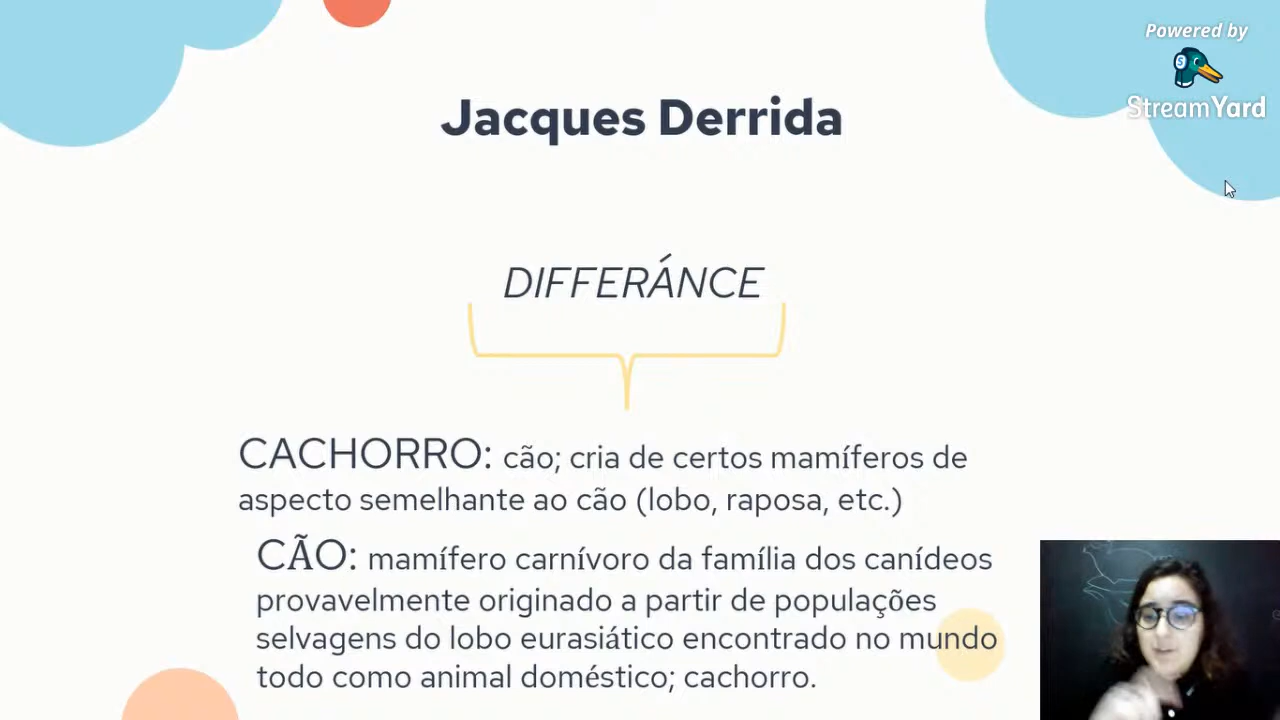 Powered by
StreamYard
Jacques Derrida
DIFFERÁNCE
CACHORRO: cão; cria de certos mamíferos de
aspecto semelhante ao cão (lobo, raposa, etc.)
CÃO: mamífero carnívoro da família dos canídeos
provavelmente originado a partir de populações
selvagens do lobo eurasiático encontrado no mundo
todo como animal doméstico; cachorro.